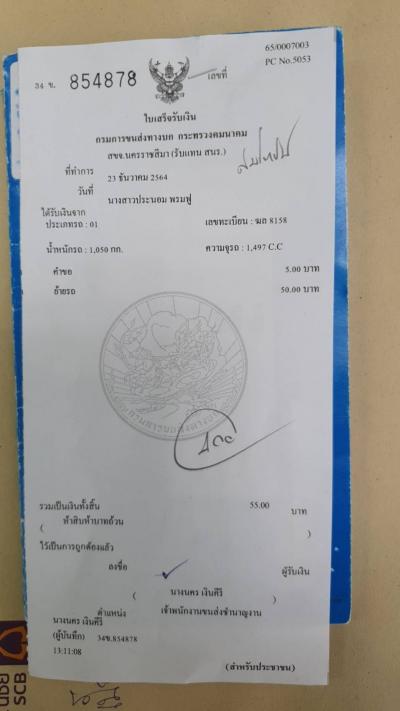 65/0007003
34 ข. 854878 เลขที่ PC No.5053
ใบเสร็จรับเงิน
กรมการขนส่งทางบก กระทรวงคมนาคม
ที่ทำการ สขจ.นครราชสีมา (รับแทน สนร.)
วันที่ 23 ธันวาคม 2564
ได้รับเงินจาก นางสาวประนอม พรมฟู
ประเภทรถ : 01 เลขทะเบียน : ฆล 8158
น้ำหนักรถ : 1,050 กก. ความจุรถ : 1,497 C.C
คำขอ 5.00 บาท
ย้ายรถ 50.00 บาท
รวมเป็นเงินทั้งสิ้น 55.00 บาท
( ห้าสิบห้าบาทถ้วน )
ไว้เป็นการถูกต้องแล้ว
ลงชื่อ ผู้รับเงิน
( นางนคร เงินศิริ )
ตำแหน่ง เจ้าพนักงานขนส่งชำนาญงาน
นางนคร เงินศิริ
(ผู้บันทึก) 34ข.854878
13:11:08
(สำหรับประชาชน)
SCB